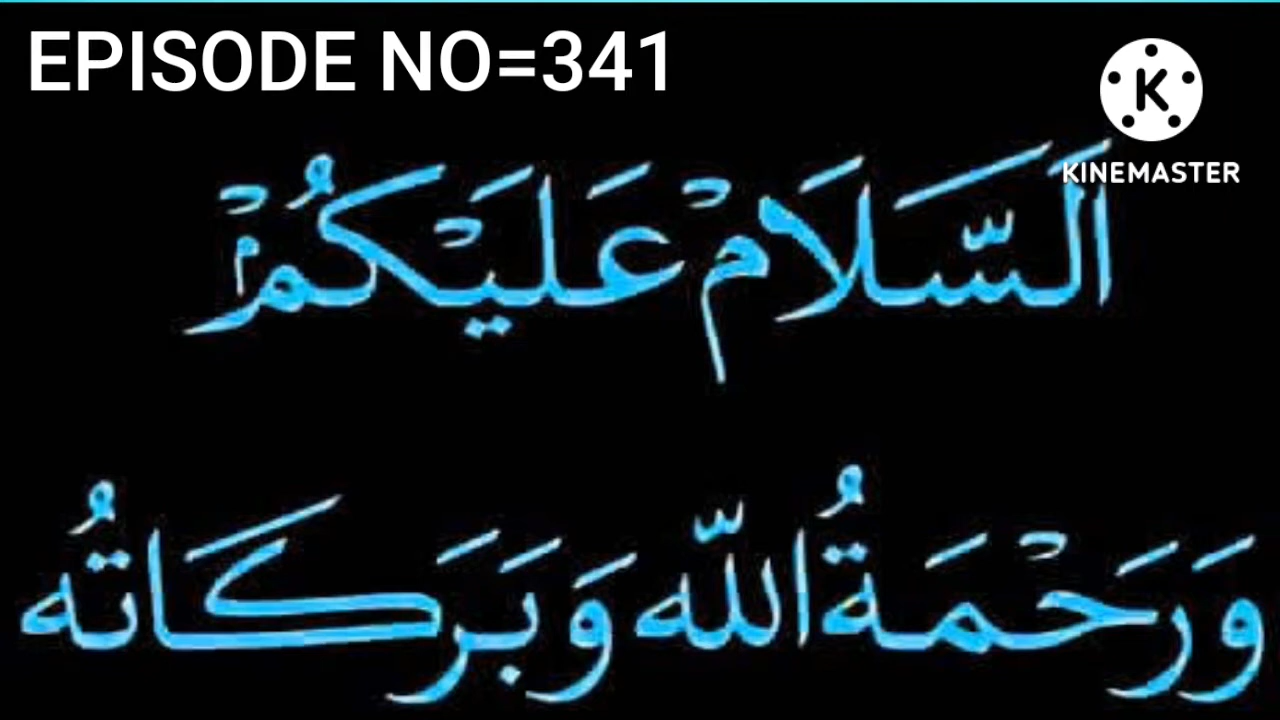 EPISODE NO=341
K
KINEMASTER
اَلسَّلَامْ عَلَيْكُمْ
وَرَحْمَةُ اللّٰه وَبَرَكَاتُه